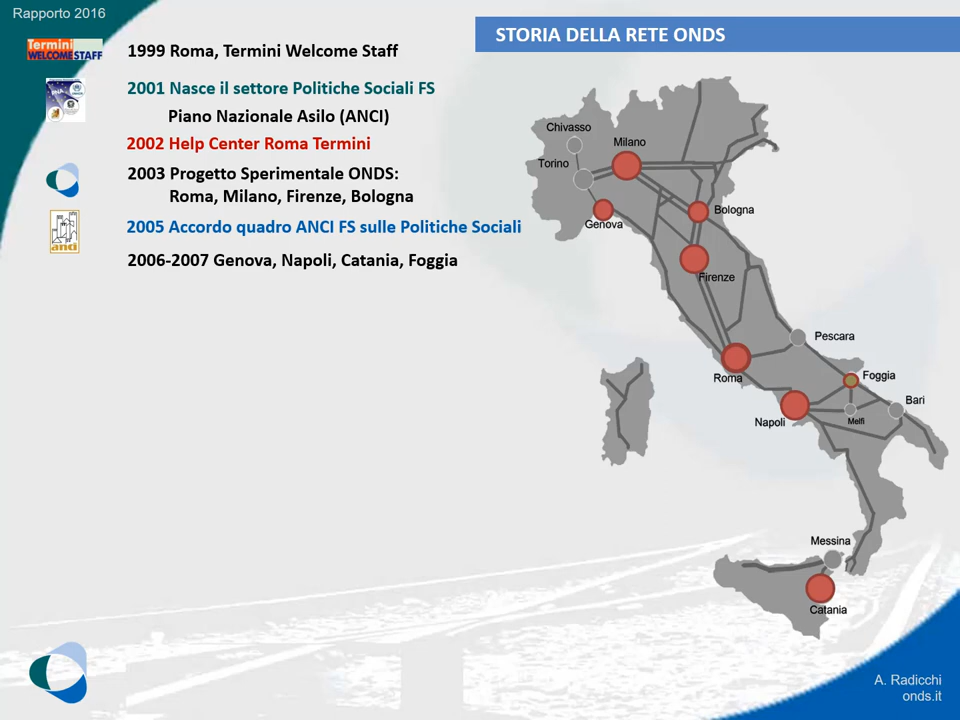 Rapporto 2016
STORIA DELLA RETE ONDS
Termini
WELCOMESTAFF
1999 Roma, Termini Welcome Staff
2001 Nasce il settore Politiche Sociali FS
Piano Nazionale Asilo (ANCI)
2002 Help Center Roma Termini
2003 Progetto Sperimentale ONDS:
Roma, Milano, Firenze, Bologna
anci
2005 Accordo quadro ANCI FS sulle Politiche Sociali
2006-2007 Genova, Napoli, Catania, Foggia
Chivasso
Milano
Torino
Bologna
Genova
Firenze
Pescara
Roma
Foggia
Bari
Napoli
Melfi
Messina
Catania
A. Radicchi
onds.it